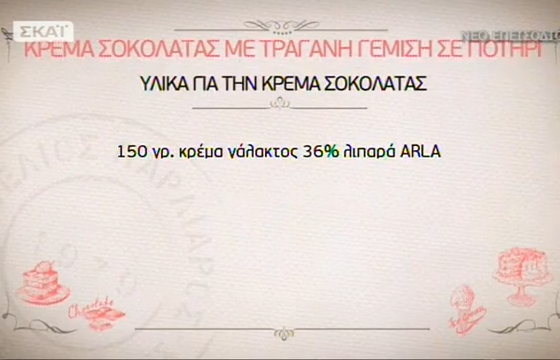 ΣΚΑΪ
ΝΕΟ ΕΠΕΙΣΟΔΙΟ
ΚΡΕΜΑ ΣΟΚΟΛΑΤΑΣ ΜΕ ΤΡΑΓΑΝΗ ΓΕΜΙΣΗ ΣΕ ΠΟΤΗΡΙ
ΥΛΙΚΑ ΓΙΑ ΤΗΝ ΚΡΕΜΑ ΣΟΚΟΛΑΤΑΣ
150 γρ. κρέμα γάλακτος 36% λιπαρά ARLA
Chocolate